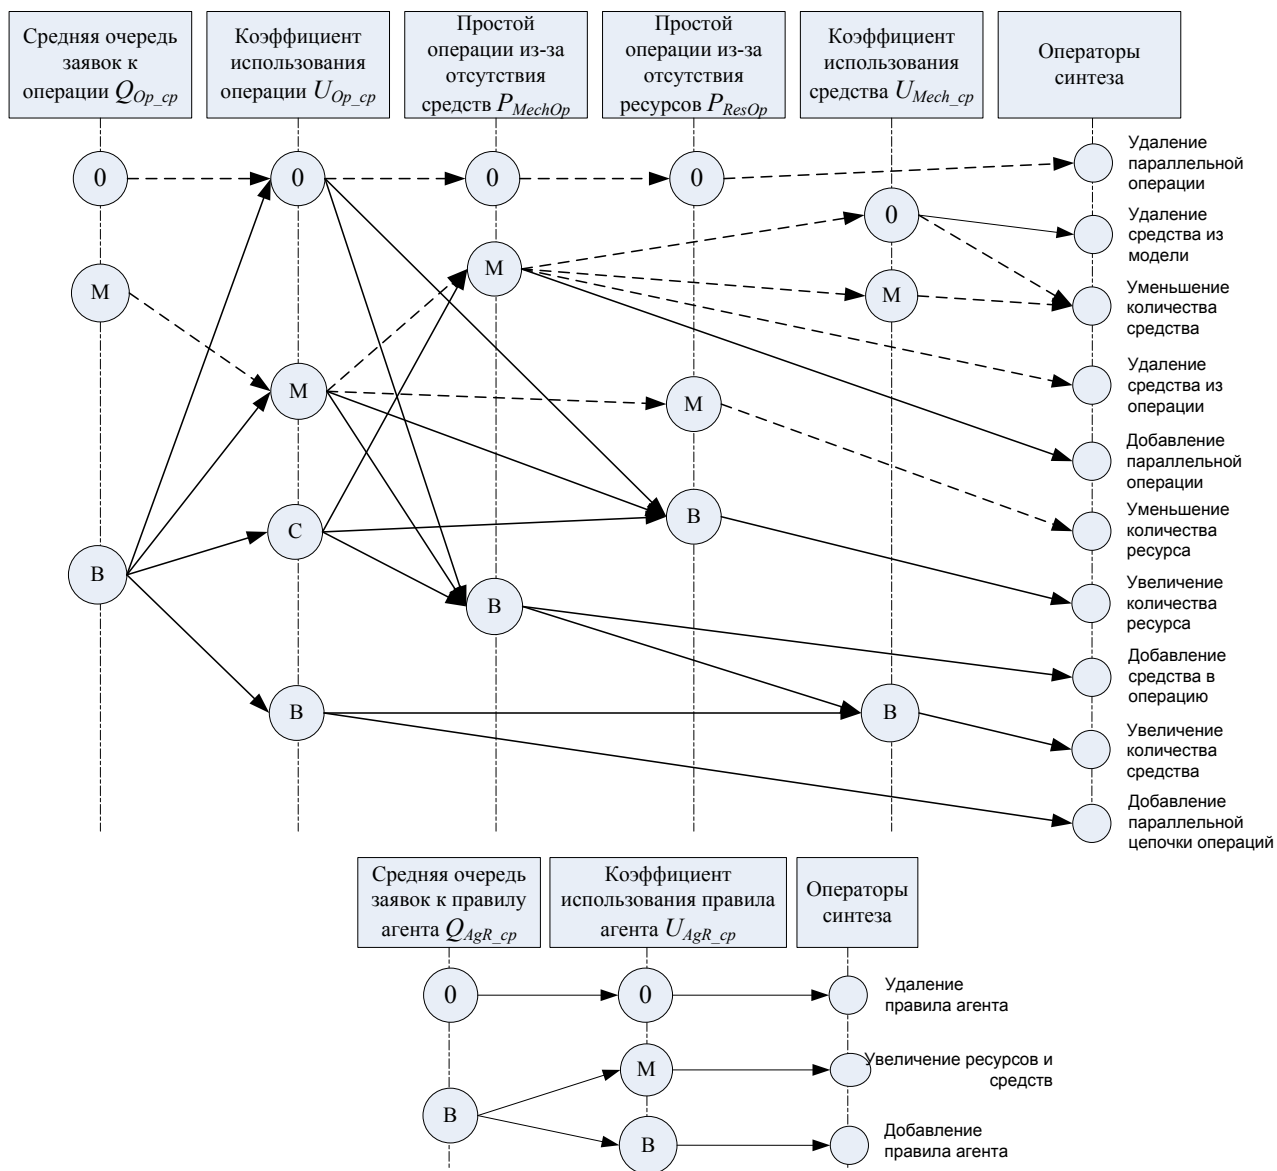 Средняя очередь
заявок к
операции Q_Op_ср
Коэффициент
использования
операции U_Op_ср
Простой
операции из-за
отсутствия
средств P_MechOp
Простой
операции из-за
отсутствия
ресурсов P_ResOp
Коэффициент
использования
средства U_Mech_ср
Операторы
синтеза
0
0
0
0
Удаление
параллельной
операции
0
Удаление
средства из
модели
М
М
М
Уменьшение
количества
средства
М
М
Удаление
средства из
операции
Добавление
параллельной
операции
С
В
Уменьшение
количества
ресурса
В
В
Увеличение
количества
ресурса
Добавление
средства в
операцию
В
В
Увеличение
количества
средства
Добавление
параллельной
цепочки операций
Средняя очередь
заявок к правилу
агента Q_AgR_ср
Коэффициент
использования правила
агента U_AgR_ср
Операторы
синтеза
0
0
Удаление
правила агента
М
Увеличение ресурсов и
средств
В
В
Добавление
правила агента